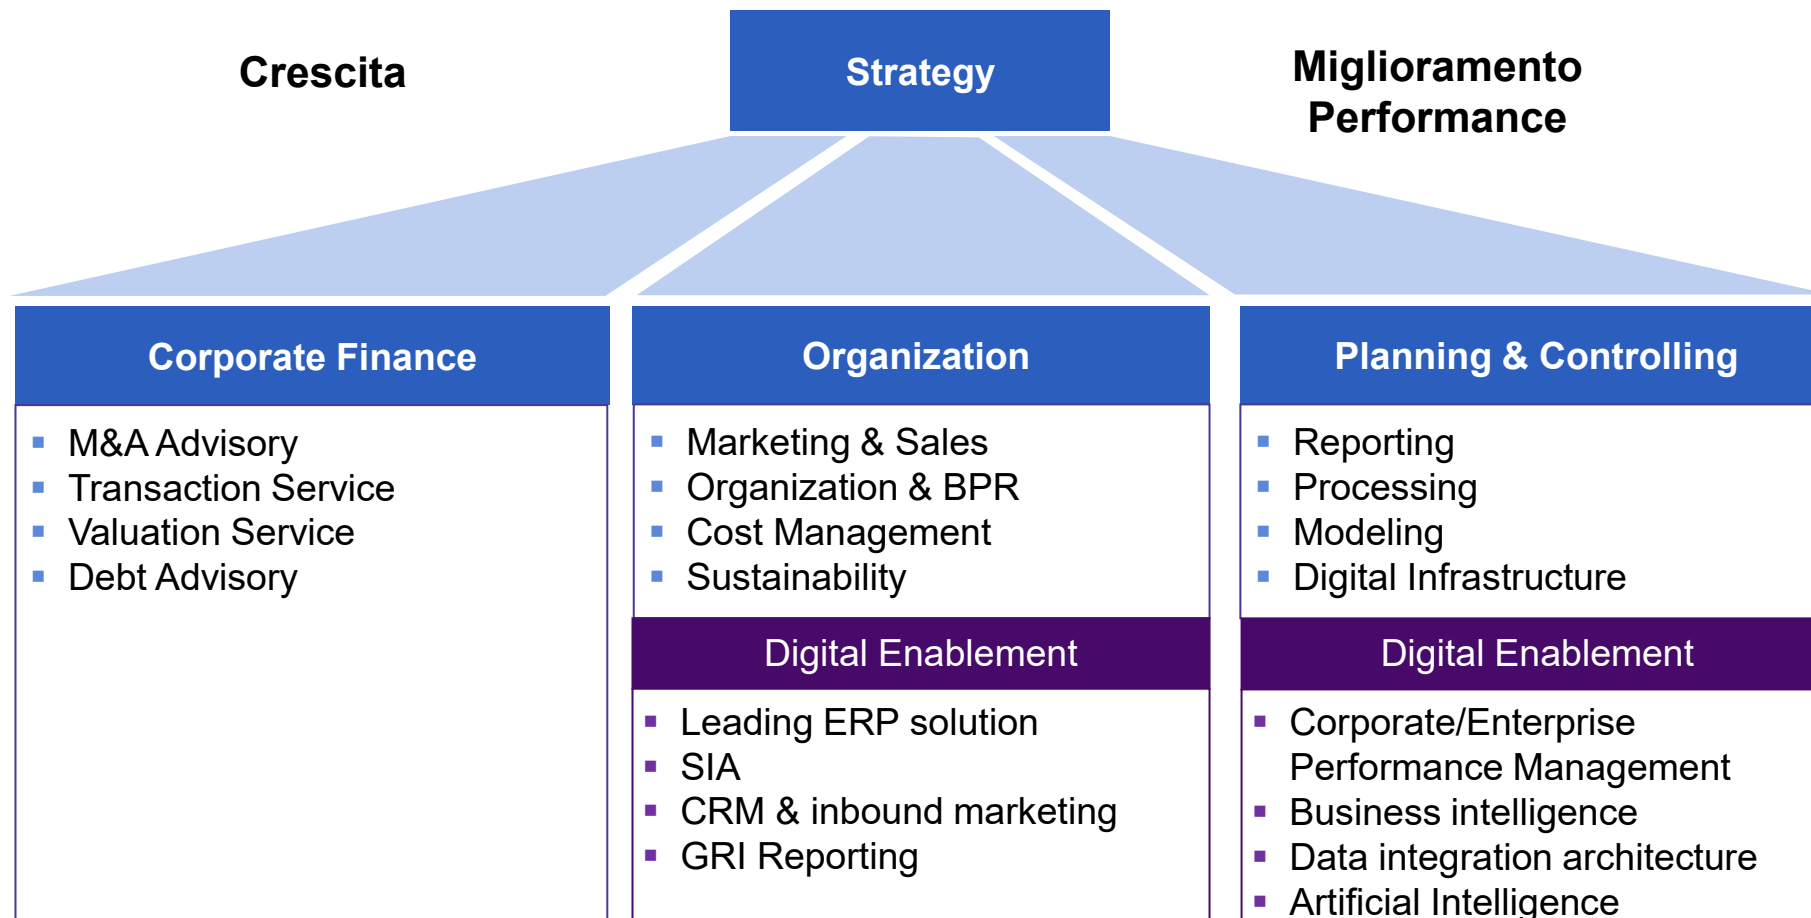 Crescita
Strategy
Miglioramento
Performance
Corporate Finance
M&A Advisory
Transaction Service
Valuation Service
Debt Advisory
Organization
Marketing & Sales
Organization & BPR
Cost Management
Sustainability
Digital Enablement
Leading ERP solution
SIA
CRM & inbound marketing
GRI Reporting
Planning & Controlling
Reporting
Processing
Modeling
Digital Infrastructure
Digital Enablement
Corporate/Enterprise
Performance Management
Business intelligence
Data integration architecture
Artificial Intelligence